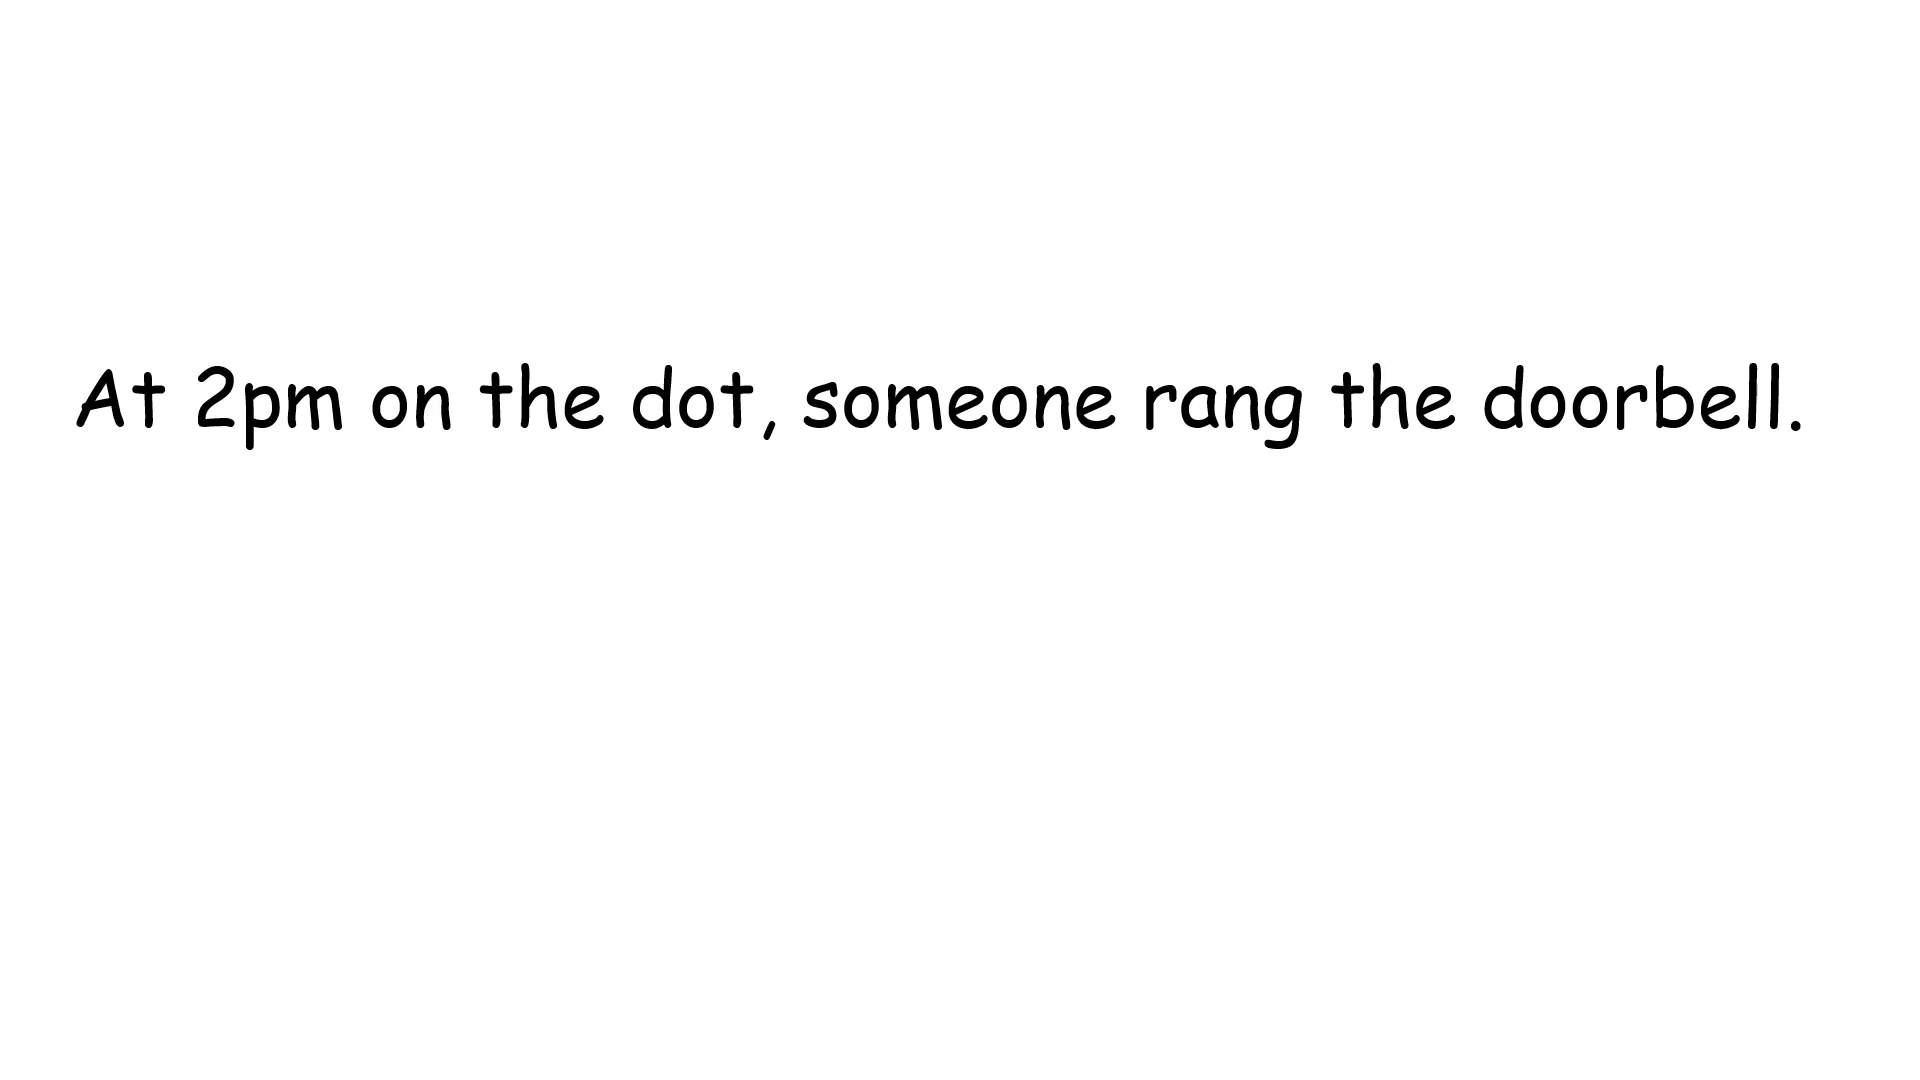 At 2pm on the dot, someone rang the doorbell.